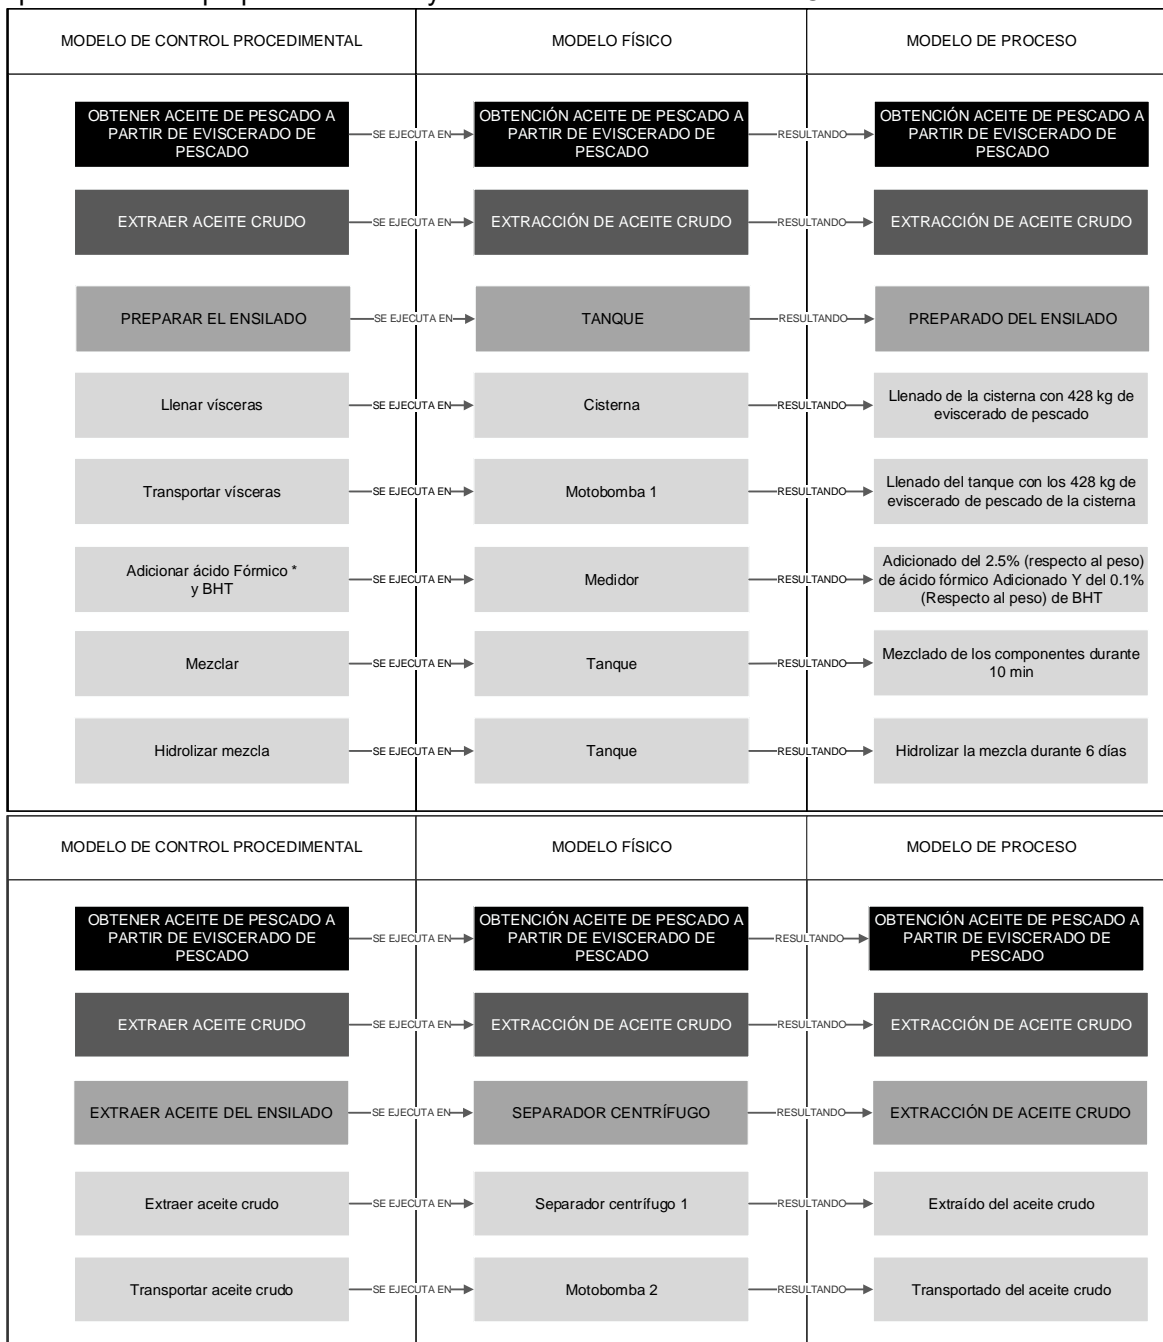 MODELO DE CONTROL PROCEDIMENTAL
MODELO FÍSICO
MODELO DE PROCESO
OBTENER ACEITE DE PESCADO A
PARTIR DE EVISCERADO DE
PESCADO
SE EJECUTA EN
OBTENCIÓN ACEITE DE PESCADO A
PARTIR DE EVISCERADO DE
PESCADO
RESULTANDO
OBTENCIÓN ACEITE DE PESCADO A
PARTIR DE EVISCERADO DE
PESCADO
EXTRAER ACEITE CRUDO
SE EJECUTA EN
EXTRACCIÓN DE ACEITE CRUDO
RESULTANDO
EXTRACCIÓN DE ACEITE CRUDO
PREPARAR EL ENSILADO
SE EJECUTA EN
TANQUE
RESULTANDO
PREPARADO DEL ENSILADO
Llenar vísceras
SE EJECUTA EN
Cisterna
RESULTANDO
Llenado de la cisterna con 428 kg de
eviscerado de pescado
Transportar vísceras
SE EJECUTA EN
Motobomba 1
RESULTANDO
Llenado del tanque con los 428 kg de
eviscerado de pescado de la cisterna
Adicionar ácido Fórmico *
y BHT
SE EJECUTA EN
Medidor
RESULTANDO
Adicionado del 2.5% (respecto al peso)
de ácido fórmico Adicionado Y del 0.1%
(Respecto al peso) de BHT
Mezclar
SE EJECUTA EN
Tanque
RESULTANDO
Mezclado de los componentes durante
10 min
Hidrolizar mezcla
SE EJECUTA EN
Tanque
RESULTANDO
Hidrolizar la mezcla durante 6 días
MODELO DE CONTROL PROCEDIMENTAL
MODELO FÍSICO
MODELO DE PROCESO
OBTENER ACEITE DE PESCADO A
PARTIR DE EVISCERADO DE
PESCADO
SE EJECUTA EN
OBTENCIÓN ACEITE DE PESCADO A
PARTIR DE EVISCERADO DE
PESCADO
RESULTANDO
OBTENCIÓN ACEITE DE PESCADO A
PARTIR DE EVISCERADO DE
PESCADO
EXTRAER ACEITE CRUDO
SE EJECUTA EN
EXTRACCIÓN DE ACEITE CRUDO
RESULTANDO
EXTRACCIÓN DE ACEITE CRUDO
EXTRAER ACEITE DEL ENSILADO
SE EJECUTA EN
SEPARADOR CENTRÍFUGO
RESULTANDO
EXTRACCIÓN DE ACEITE CRUDO
Extraer aceite crudo
SE EJECUTA EN
Separador centrífugo 1
RESULTANDO
Extraído del aceite crudo
Transportar aceite crudo
SE EJECUTA EN
Motobomba 2
RESULTANDO
Transportado del aceite crudo